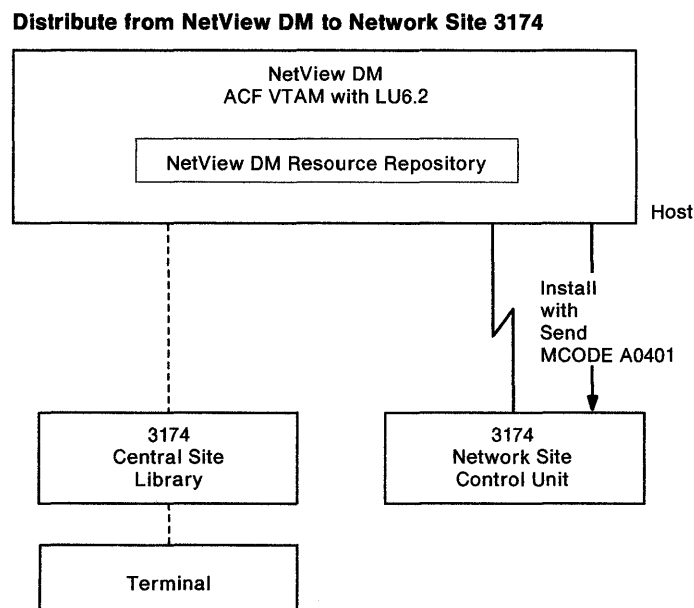 Distribute from NetView DM to Network Site 3174
NetView DM
ACF VTAM with LU6.2
NetView DM Resource Repository
Host
Install
with
Send
MCODE A0401
3174
Central Site
Library
3174
Network Site
Control Unit
Terminal